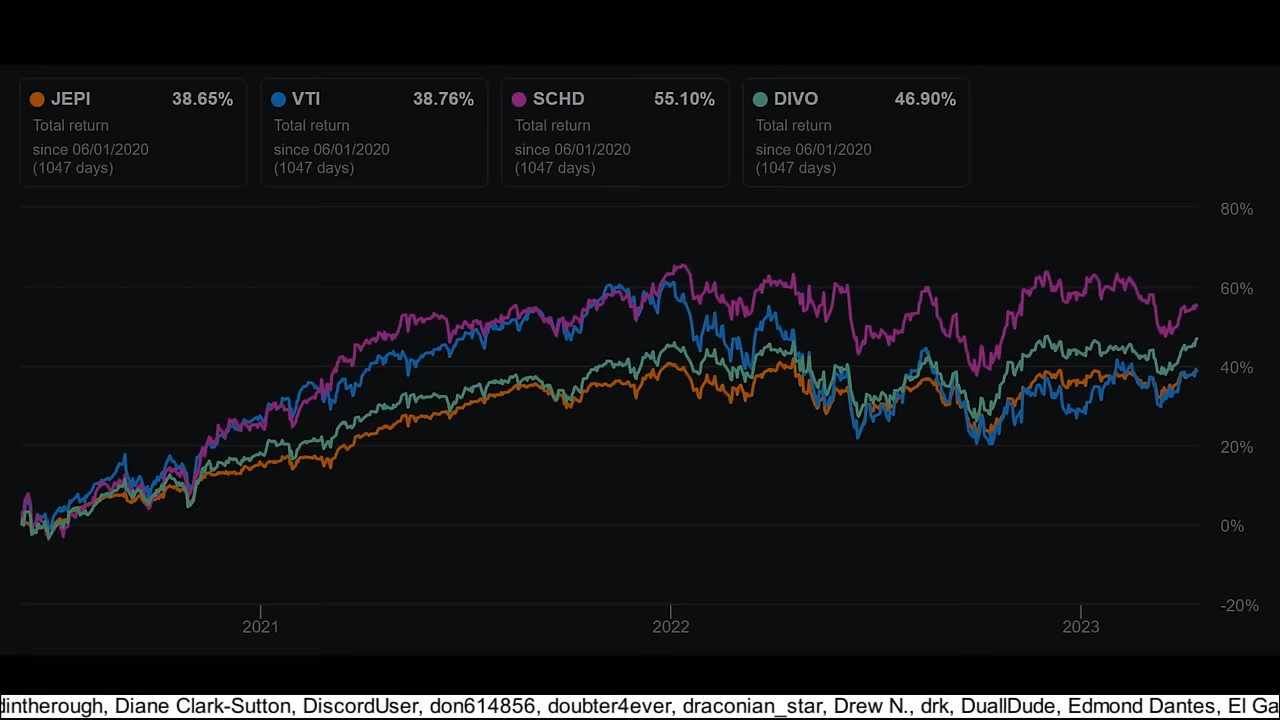 JEPI 38.65% VTI 38.76% SCHD 55.10% DIVO 46.90%
Total return Total return Total return Total return
since 06/01/2020 since 06/01/2020 since 06/01/2020 since 06/01/2020
(1047 days) (1047 days) (1047 days) (1047 days)
80%
60%
40%
20%
0%
-20%
2021 2022 2023
dintherough, Diane Clark-Sutton, DiscordUser, don614856, doubter4ever, draconian_star, Drew N., drk, DuallDude, Edmond Dantes, El Ga